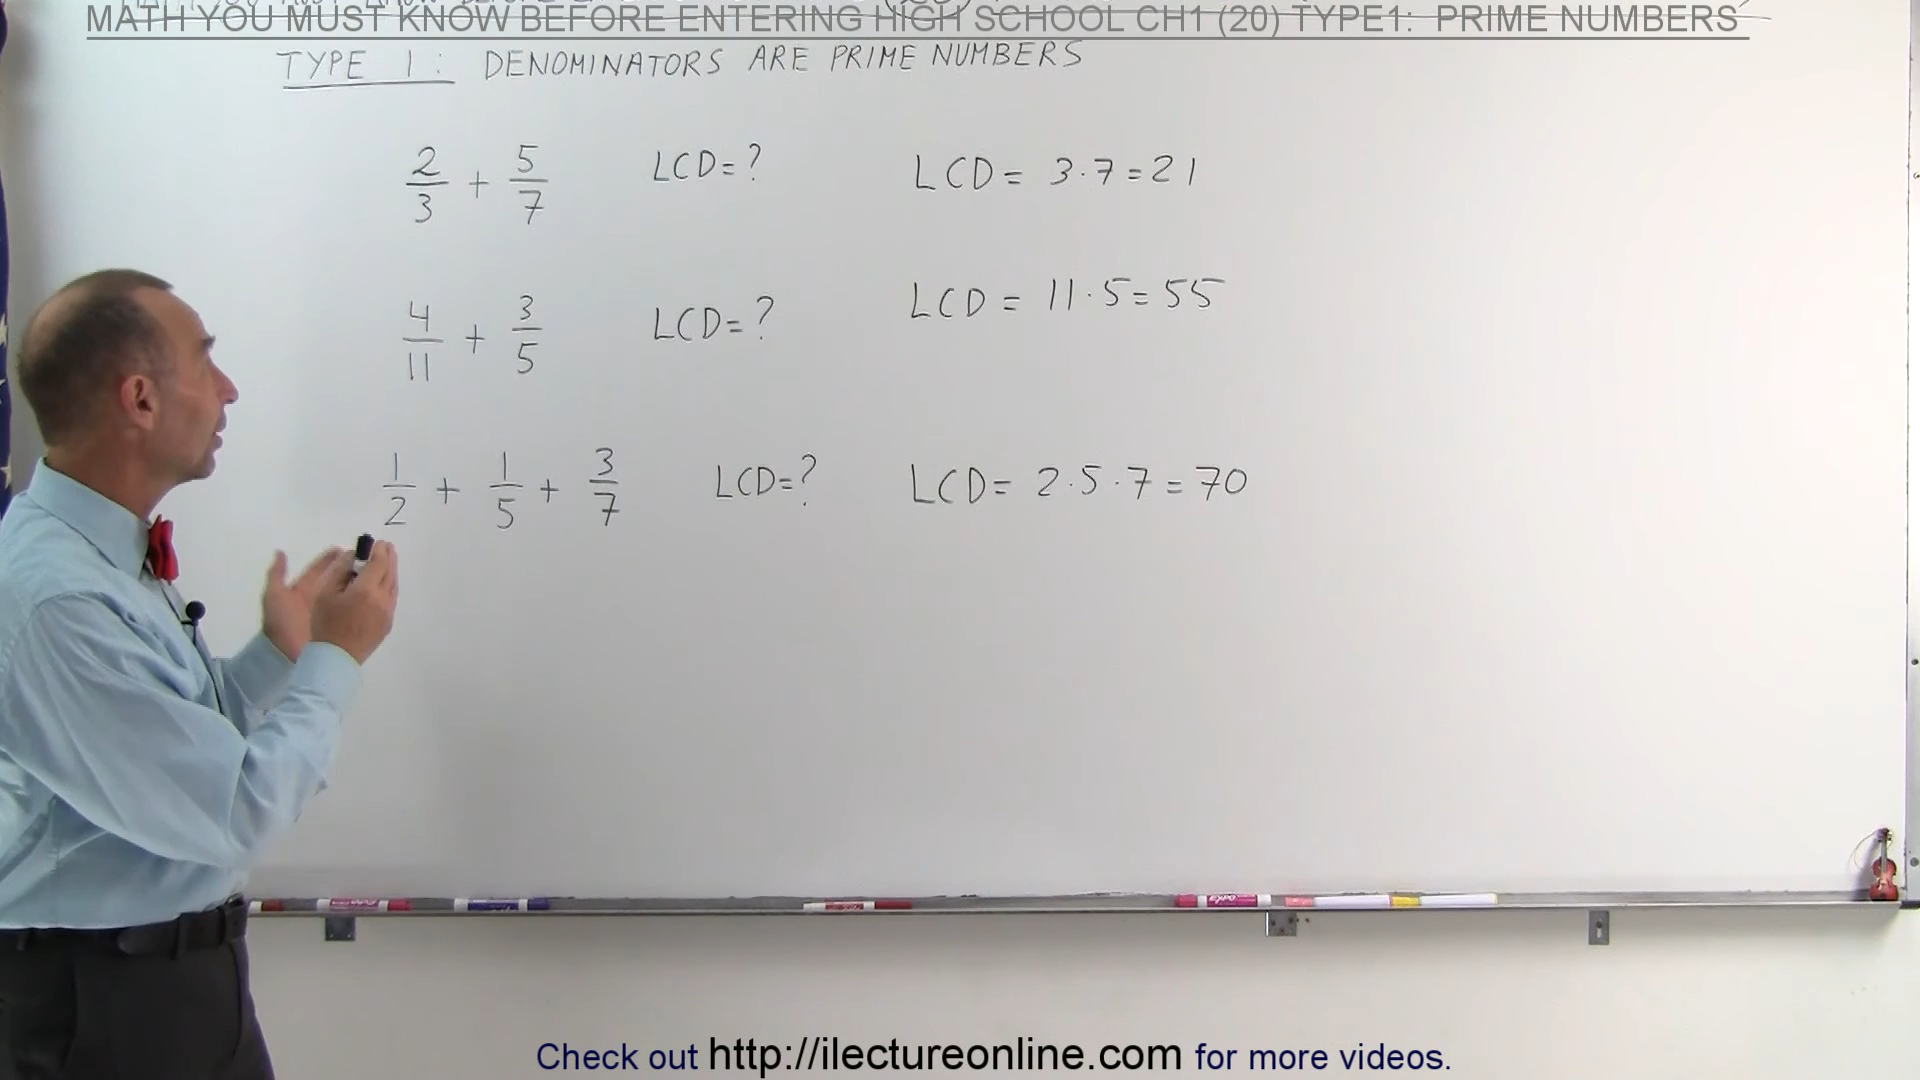 MATH YOU MUST KNOW BEFORE ENTERING HIGH SCHOOL CH1 (20) TYPE1: PRIME NUMBERS
TYPE 1: DENOMINATORS ARE PRIME NUMBERS
2/3 + 5/7 LCD=? LCD= 3·7=21
4/11 + 3/5 LCD=? LCD = 11·5=55
1/2 + 1/5 + 3/7 LCD=? LCD= 2·5·7=70
Check out http://ilectureonline.com for more videos.